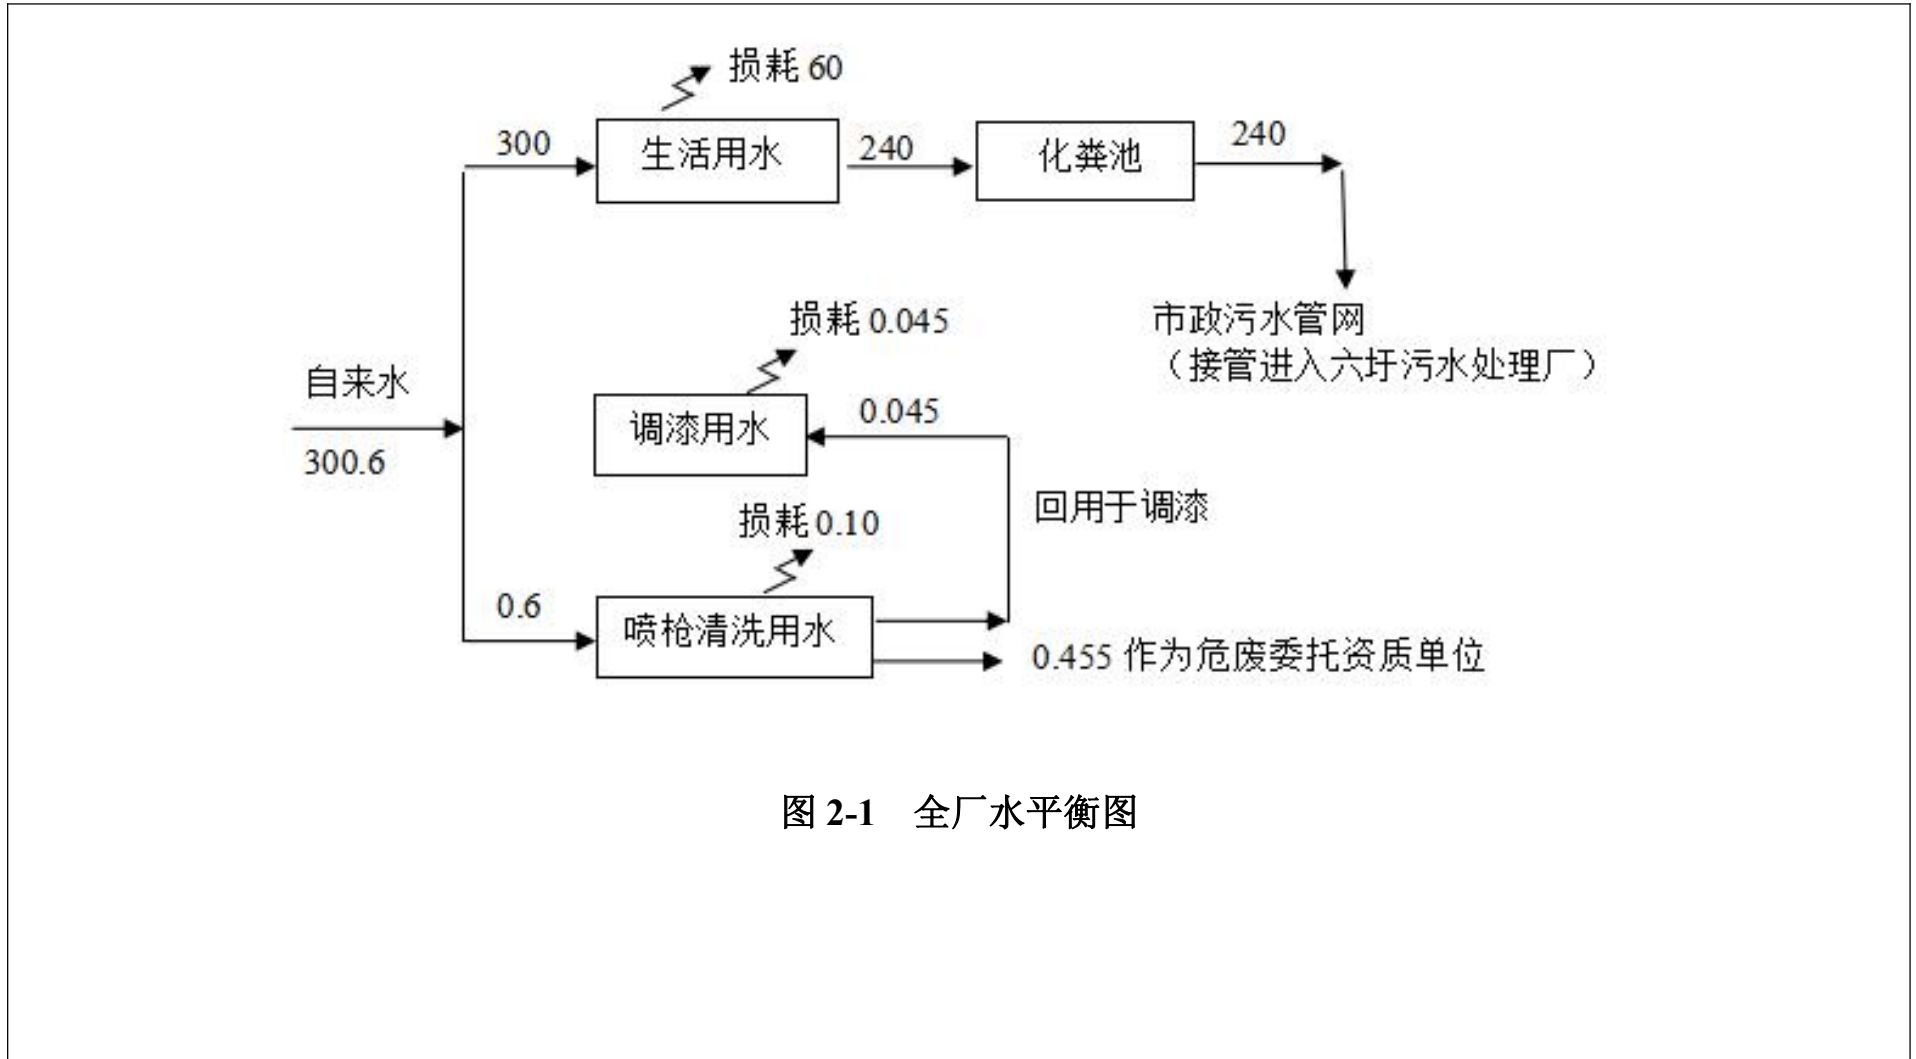 损耗 60
300
生活用水
240
化粪池
240
损耗 0.045
市政污水管网
（接管进入六圩污水处理厂）
自来水
300.6
调漆用水
0.045
回用于调漆
损耗 0.10
0.6
喷枪清洗用水
0.455 作为危废委托资质单位
图 2-1 全厂水平衡图